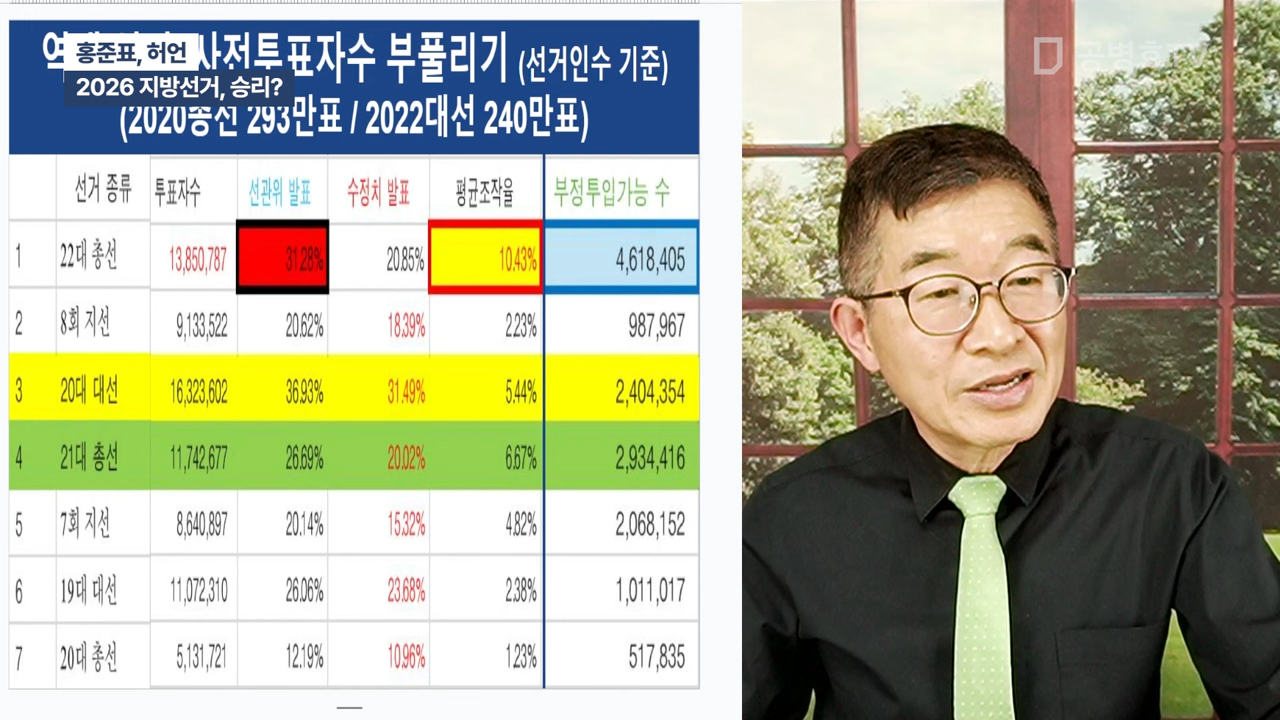 홍준표, 허언
2026 지방선거, 승리?
사전투표자수 부풀리기 (선거인수 기준)
(2020총선 293만표 / 2022대선 240만표)
선거 종류 투표자수 선관위 발표 수정치 발표 평균조작율 부정투입가능 수
1 22대 총선 13,850,787 31.28% 20.85% 10.43% 4,618,405
2 8회 지선 9,133,522 20.62% 18.39% 2.23% 987,967
3 20대 대선 16,323,602 36.93% 31.49% 5.44% 2,404,354
4 21대 총선 11,742,677 26.69% 20.02% 6.67% 2,934,416
5 7회 지선 8,640,897 20.14% 15.32% 4.82% 2,068,152
6 19대 대선 11,072,310 26.06% 23.68% 2.38% 1,011,017
7 20대 총선 5,131,721 12.19% 10.96% 1.23% 517,835
공병호TV